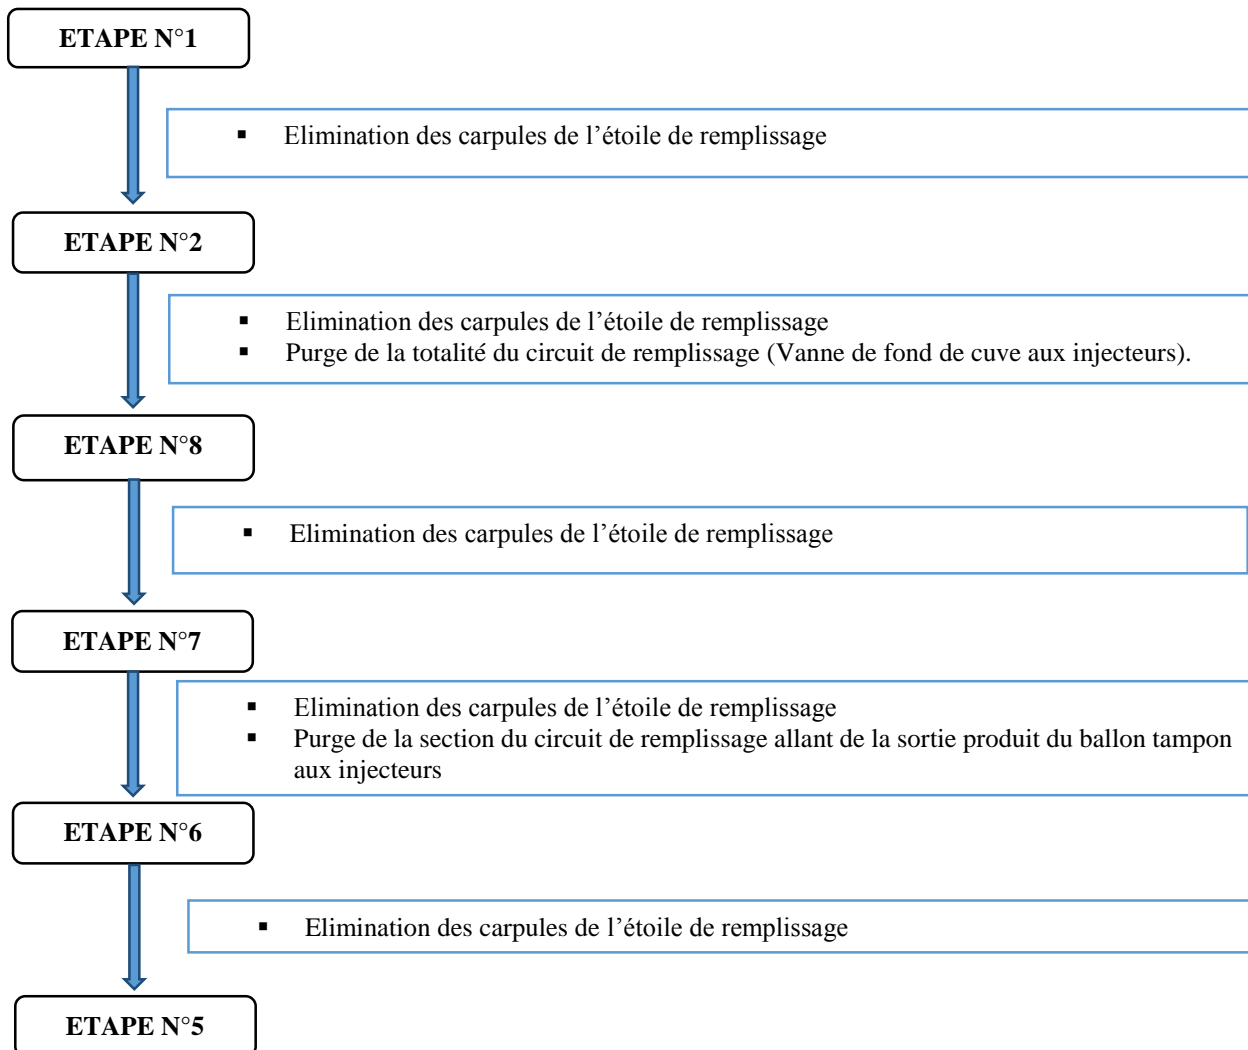 ETAPE N°1
▪ Elimination des carpules de l’étoile de remplissage
ETAPE N°2
▪ Elimination des carpules de l’étoile de remplissage
▪ Purge de la totalité du circuit de remplissage (Vanne de fond de cuve aux injecteurs).
ETAPE N°8
▪ Elimination des carpules de l’étoile de remplissage
ETAPE N°7
▪ Elimination des carpules de l’étoile de remplissage
▪ Purge de la section du circuit de remplissage allant de la sortie produit du ballon tampon
aux injecteurs
ETAPE N°6
▪ Elimination des carpules de l’étoile de remplissage
ETAPE N°5